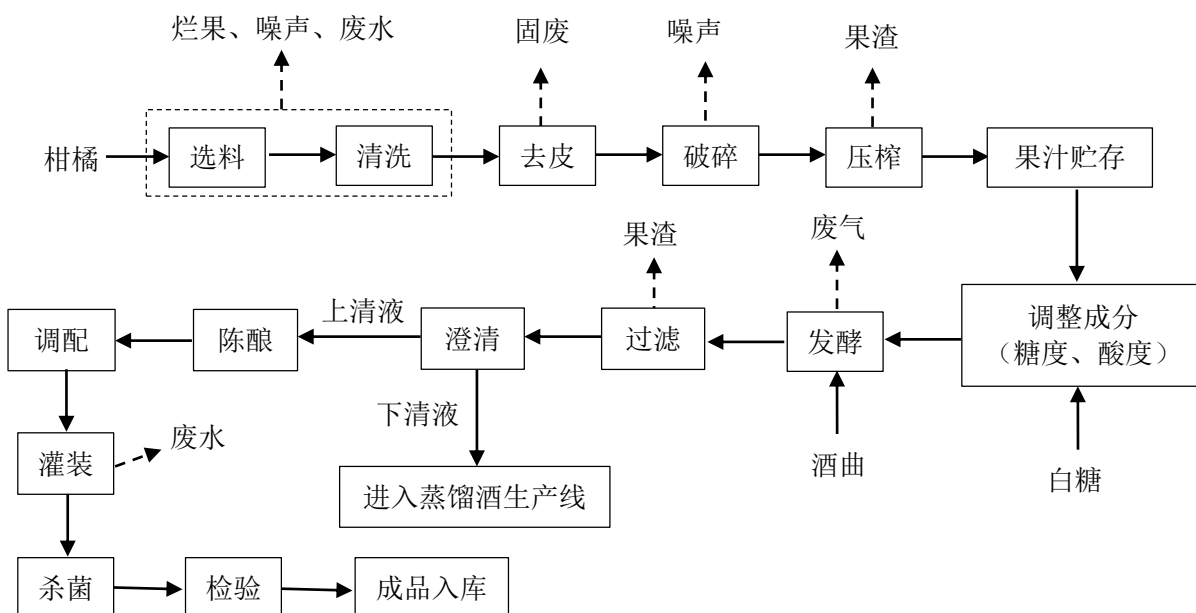 烂果、噪声、废水
固废
噪声
果渣
柑橘
选料
清洗
去皮
破碎
压榨
果汁贮存
果渣
废气
调配
陈酿
上清液
澄清
过滤
发酵
调整成分
（糖度、酸度）
下清液
灌装
废水
进入蒸馏酒生产线
酒曲
白糖
杀菌
检验
成品入库